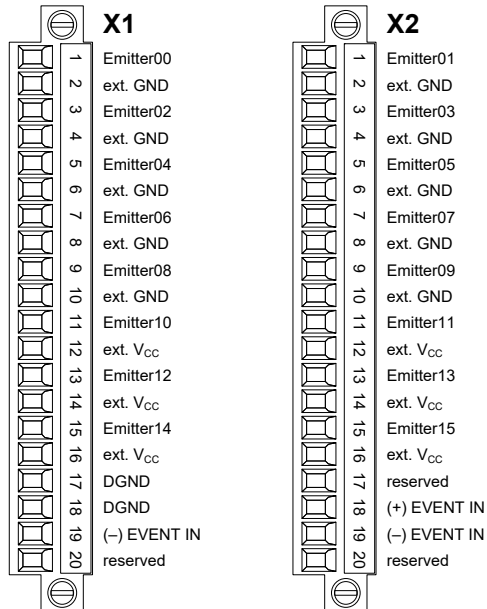 X1
1 Emitter00
2 ext. GND
3 Emitter02
4 ext. GND
5 Emitter04
6 ext. GND
7 Emitter06
8 ext. GND
9 Emitter08
10 ext. GND
11 Emitter10
12 ext. VCC
13 Emitter12
14 ext. VCC
15 Emitter14
16 ext. VCC
17 DGND
18 DGND
19 (–) EVENT IN
20 reserved
X2
1 Emitter01
2 ext. GND
3 Emitter03
4 ext. GND
5 Emitter05
6 ext. GND
7 Emitter07
8 ext. GND
9 Emitter09
10 ext. GND
11 Emitter11
12 ext. VCC
13 Emitter13
14 ext. VCC
15 Emitter15
16 ext. VCC
17 reserved
18 (+) EVENT IN
19 (–) EVENT IN
20 reserved